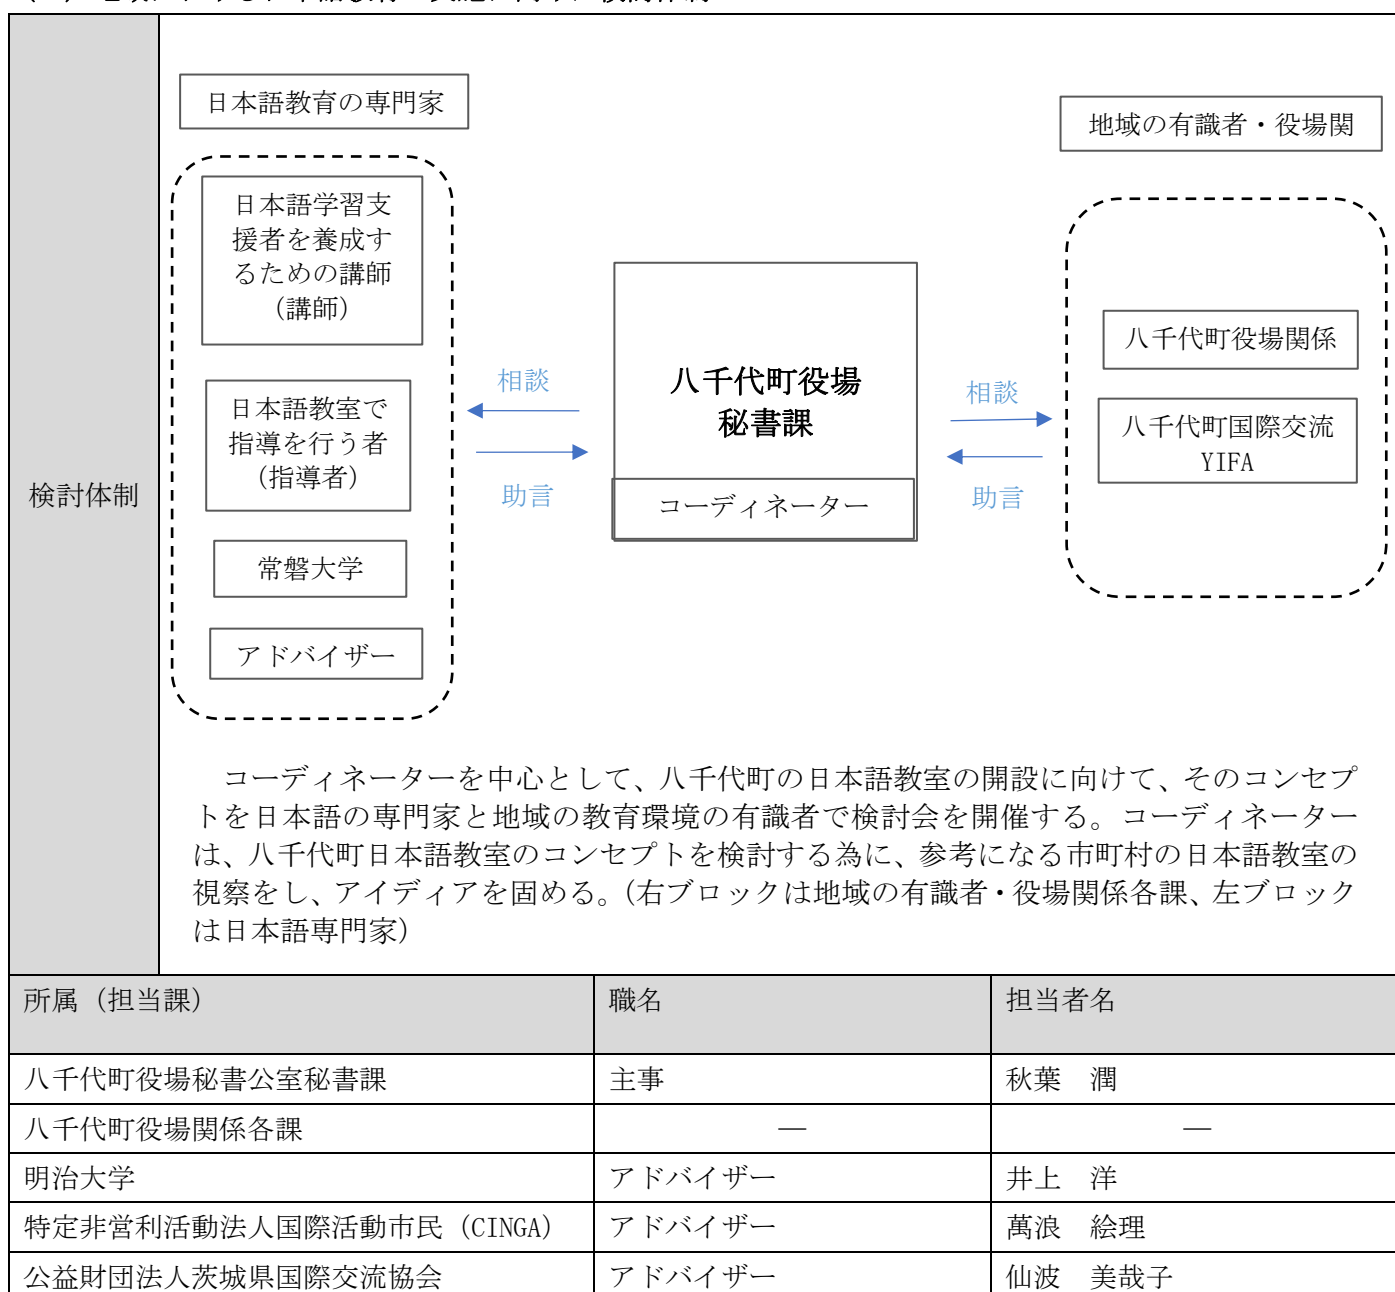 検討体制
日本語教育の専門家
地域の有識者・役場関
日本語学習支
援者を養成す
るための講師
（講師）
日本語教室で
指導を行う者
（指導者）
常磐大学
アドバイザー
相談
助言
八千代町役場
秘書課
コーディネーター
相談
助言
八千代町役場関係
八千代町国際交流
YIFA
コーディネーターを中心として、八千代町の日本語教室の開設に向けて、そのコンセプ
トを日本語の専門家と地域の教育環境の有識者で検討会を開催する。コーディネーター
は、八千代町日本語教室のコンセプトを検討する為に、参考になる市町村の日本語教室の
視察をし、アイディアを固める。（右ブロックは地域の有識者・役場関係各課、左ブロック
は日本語専門家）
所属（担当課） 職名 担当者名
八千代町役場秘書公室秘書課 主事 秋葉　潤
八千代町役場関係各課 ― ―
明治大学 アドバイザー 井上　洋
特定非営利活動法人国際活動市民（CINGA） アドバイザー 萬浪　絵理
公益財団法人茨城県国際交流協会 アドバイザー 仙波　美哉子